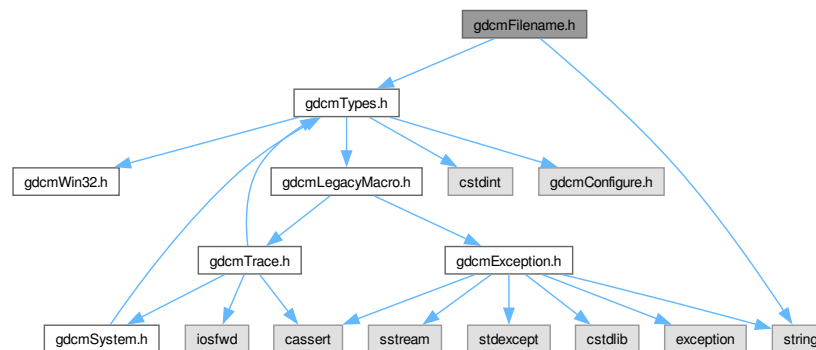 gdcmFilename.h
gdcmTypes.h
gdcmWin32.h
gdcmLegacyMacro.h
cstdint
gdcmConfigure.h
gdcmTrace.h
gdcmException.h
gdcmSystem.h
iosfwd
cassert
sstream
stdexcept
cstdlib
exception
string